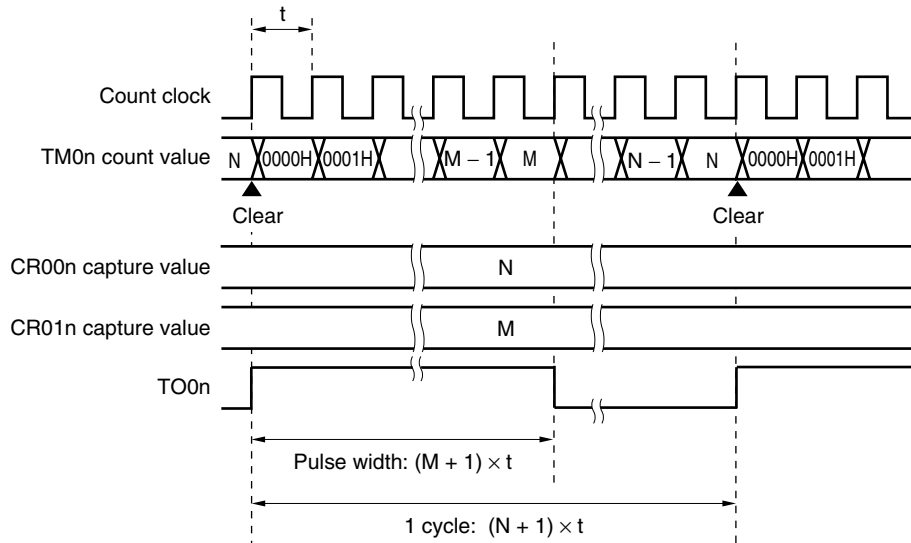 t
Count clock
TM0n count value N 0000H 0001H M – 1 M N – 1 N 0000H 0001H
Clear Clear
CR00n capture value N
CR01n capture value M
TO0n
Pulse width: (M + 1) × t
1 cycle: (N + 1) × t